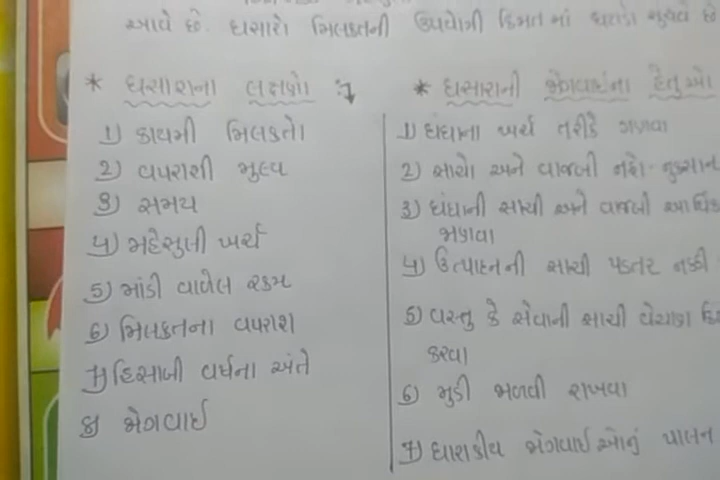 આવે છે. ઘસારો મિલકતની ઉપયોગી કિંમતમાં ઘટાડો સૂચવે છે
* ઘસારાના લક્ષણો :-
1) કાયમી મિલકતો
2) વપરાશી મુલ્ય
3) સમય
4) મહેસુલી ખર્ચ
5) માંડી વાળેલ રકમ
6) મિલકતના વપરાશ
7) હિસાબી વર્ષના અંતે
8) જોગવાઈ
* ઘસારાની જોગવાઈના હેતુઓ
1) ધંધાના ખર્ચ તરીકે ગણવા
2) સાચો અને વાજબી નફો-નુકસાન
3) ધંધાની સાચી અને વાજબી આર્થિક
જાણવા
4) ઉત્પાદનની સાચી પડતર નક્કી
5) વસ્તુ કે સેવાની સાચી વેચાણ કિં
કરવા
6) મુડી જાળવી રાખવા
7) ધારાકીય જોગવાઈઓનું પાલન